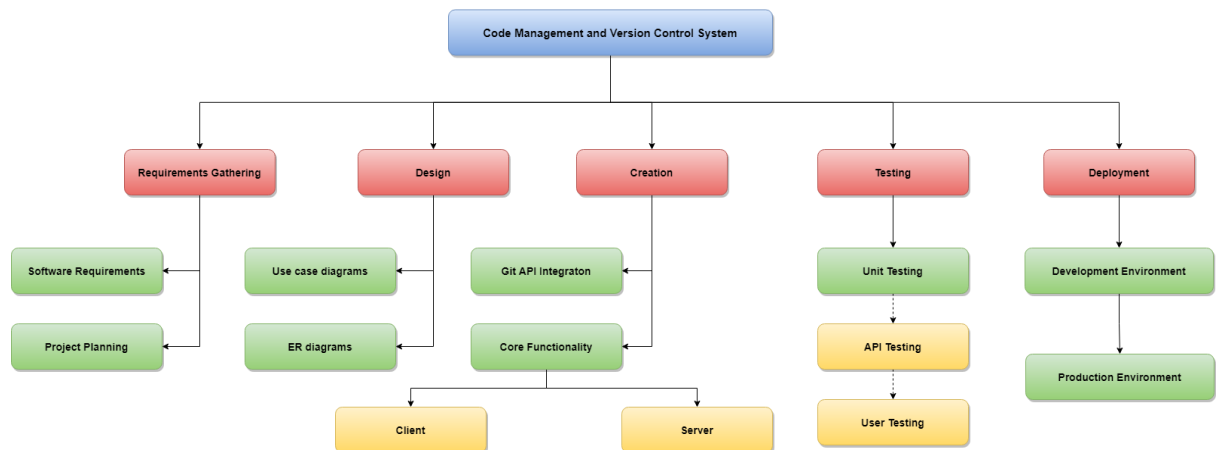 Code Management and Version Control System
Requirements Gathering
Design
Creation
Testing
Deployment
Software Requirements
Use case diagrams
Git API Integraton
Unit Testing
Development Environment
Project Planning
ER diagrams
Core Functionality
API Testing
Production Environment
Client
Server
User Testing